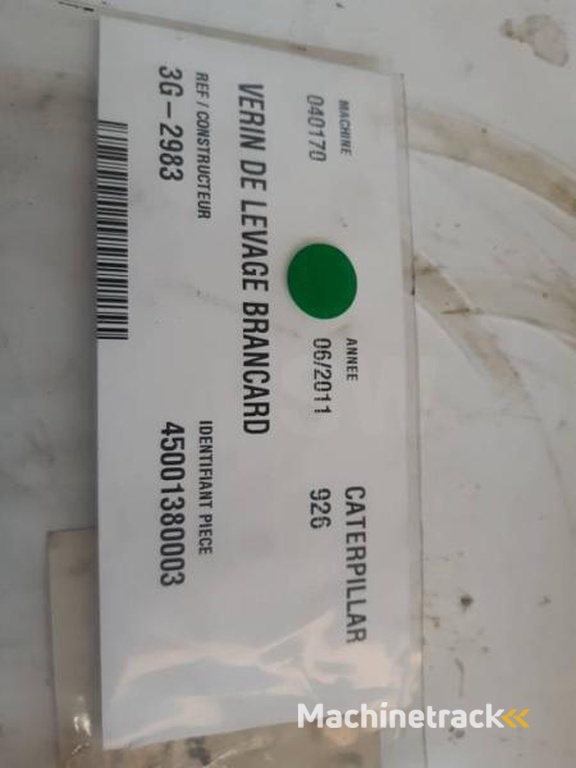 MACHINE
040170
ANNEE
06/2011
CATERPILLAR
926
VERIN DE LEVAGE BRANCARD
REF / CONSTRUCTEUR
3G-2983
IDENTIFIANT PIECE
45001380003
Machinetrack